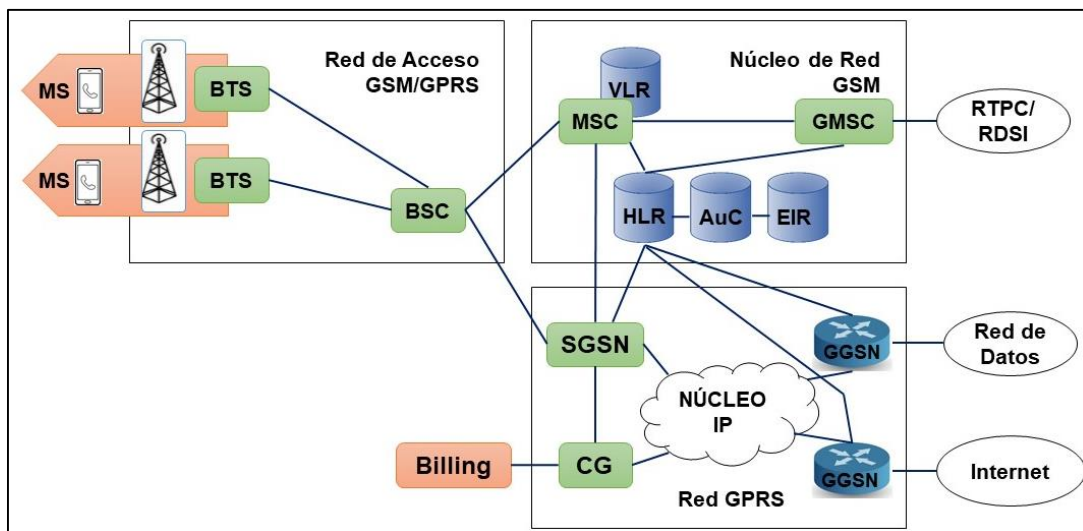 Red de Acceso
GSM/GPRS
MS
BTS
MS
BTS
BSC
Núcleo de Red
GSM
VLR
MSC
GMSC
RTPC/
RDSI
HLR
AuC
EIR
SGSN
GGSN
Red de
Datos
NÚCLEO
IP
Billing
CG
GGSN
Internet
Red GPRS